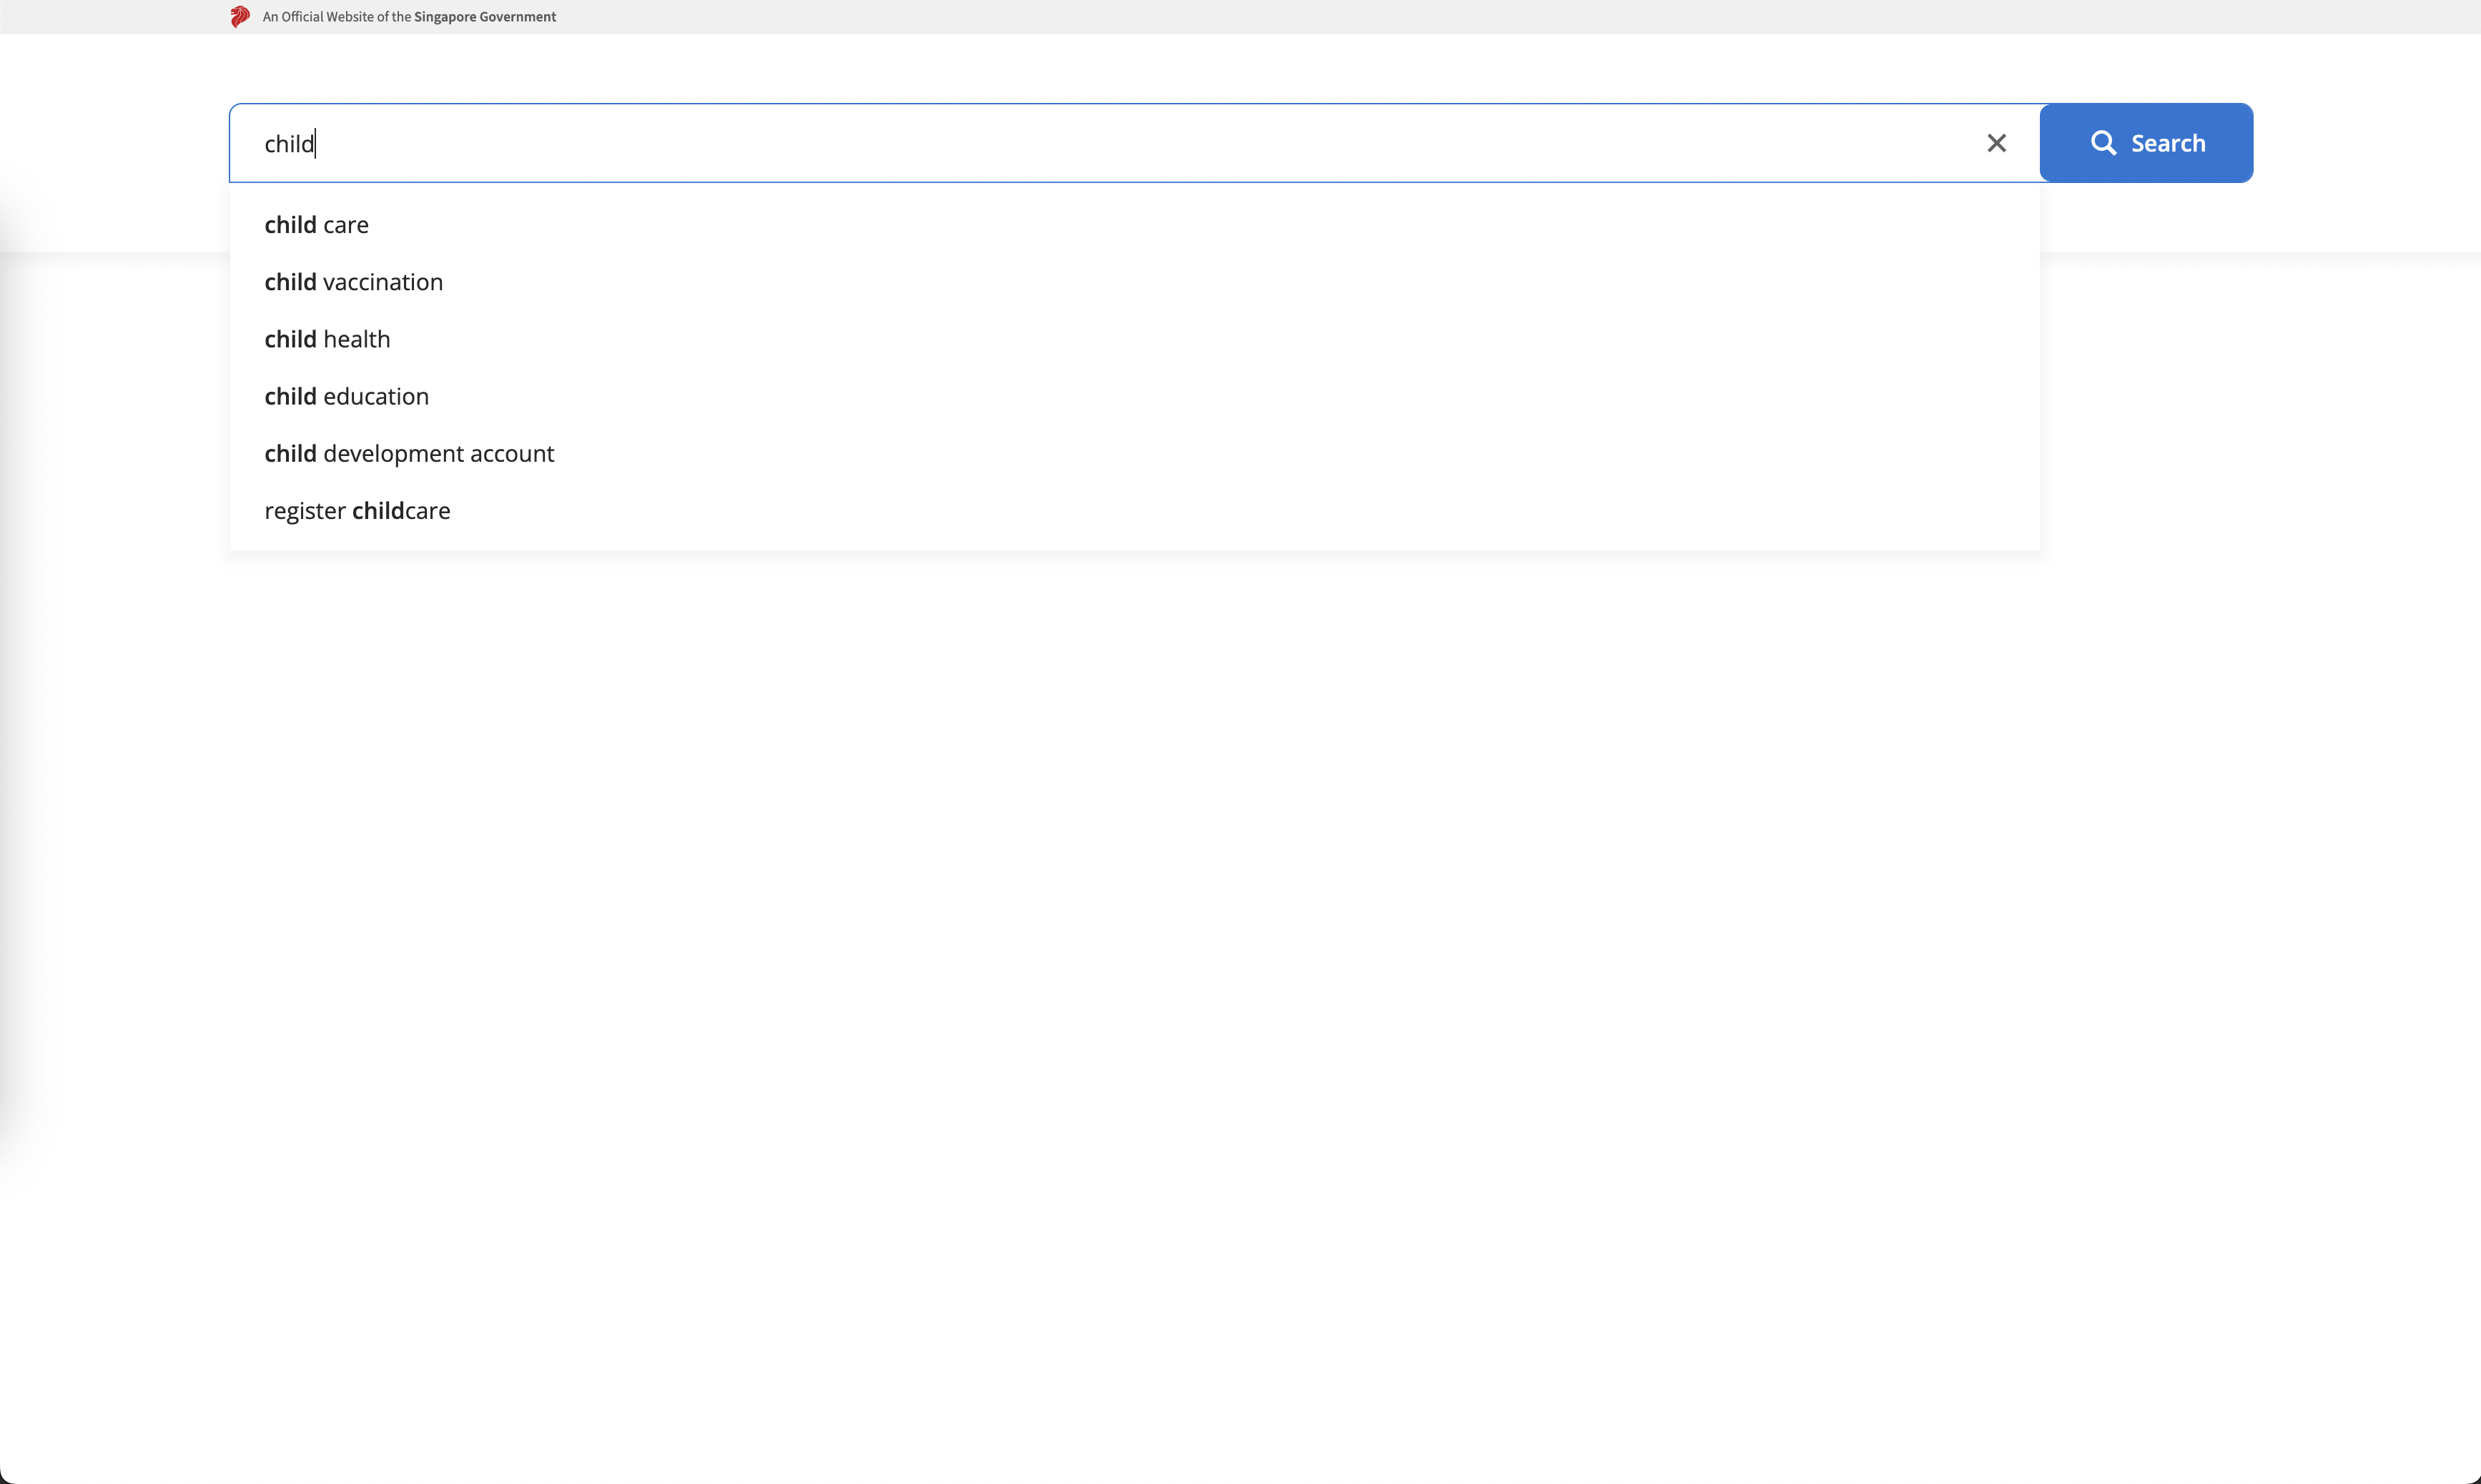 An Official Website of the Singapore Government
child
Search
child care
child vaccination
child health
child education
child development account
register childcare